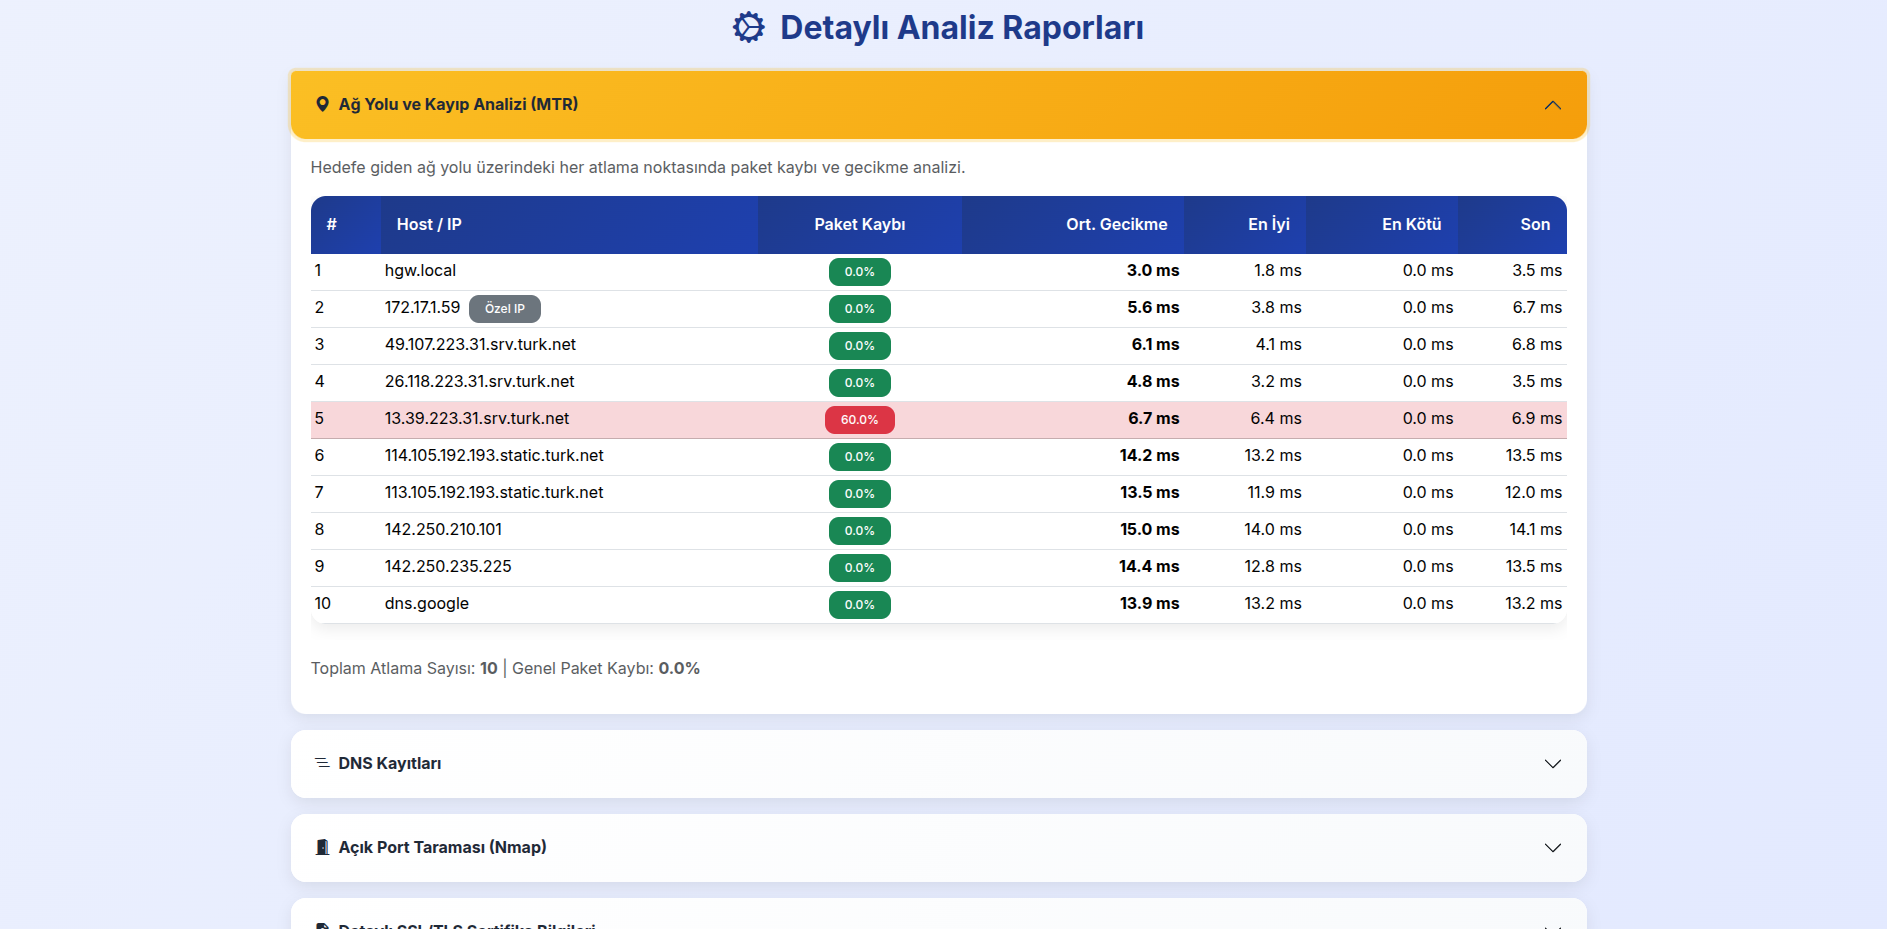 Detaylı Analiz Raporları
Ağ Yolu ve Kayıp Analizi (MTR)
Hedefe giden ağ yolu üzerindeki her atlama noktasında paket kaybı ve gecikme analizi.
# Host / IP Paket Kaybı Ort. Gecikme En İyi En Kötü Son
1 hgw.local 0.0% 3.0 ms 1.8 ms 0.0 ms 3.5 ms
2 172.17.1.59 Özel IP 0.0% 5.6 ms 3.8 ms 0.0 ms 6.7 ms
3 49.107.223.31.srv.turk.net 0.0% 6.1 ms 4.1 ms 0.0 ms 6.8 ms
4 26.118.223.31.srv.turk.net 0.0% 4.8 ms 3.2 ms 0.0 ms 3.5 ms
5 13.39.223.31.srv.turk.net 60.0% 6.7 ms 6.4 ms 0.0 ms 6.9 ms
6 114.105.192.193.static.turk.net 0.0% 14.2 ms 13.2 ms 0.0 ms 13.5 ms
7 113.105.192.193.static.turk.net 0.0% 13.5 ms 11.9 ms 0.0 ms 12.0 ms
8 142.250.210.101 0.0% 15.0 ms 14.0 ms 0.0 ms 14.1 ms
9 142.250.235.225 0.0% 14.4 ms 12.8 ms 0.0 ms 13.5 ms
10 dns.google 0.0% 13.9 ms 13.2 ms 0.0 ms 13.2 ms
Toplam Atlama Sayısı: 10 | Genel Paket Kaybı: 0.0%
DNS Kayıtları
Açık Port Taraması (Nmap)
Detaylı SSL/TLS Sertifika Bilgileri